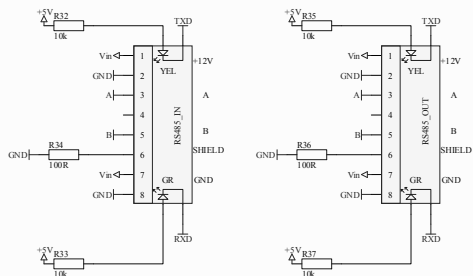 +5V R32 TXD
10k
Vin 1 +12V
GND 2 YEL
A 3 A
4
B 5 B
RS485_IN
SHIELD
GND R34 6
100R
Vin 7 GND
GND 8 GR
+5V R33 RXD
10k
+5V R35 TXD
10k
Vin 1 +12V
GND 2 YEL
A 3 A
4
B 5 B
RS485_OUT
SHIELD
GND R36 6
100R
Vin 7 GND
GND 8 GR
+5V R37 RXD
10k